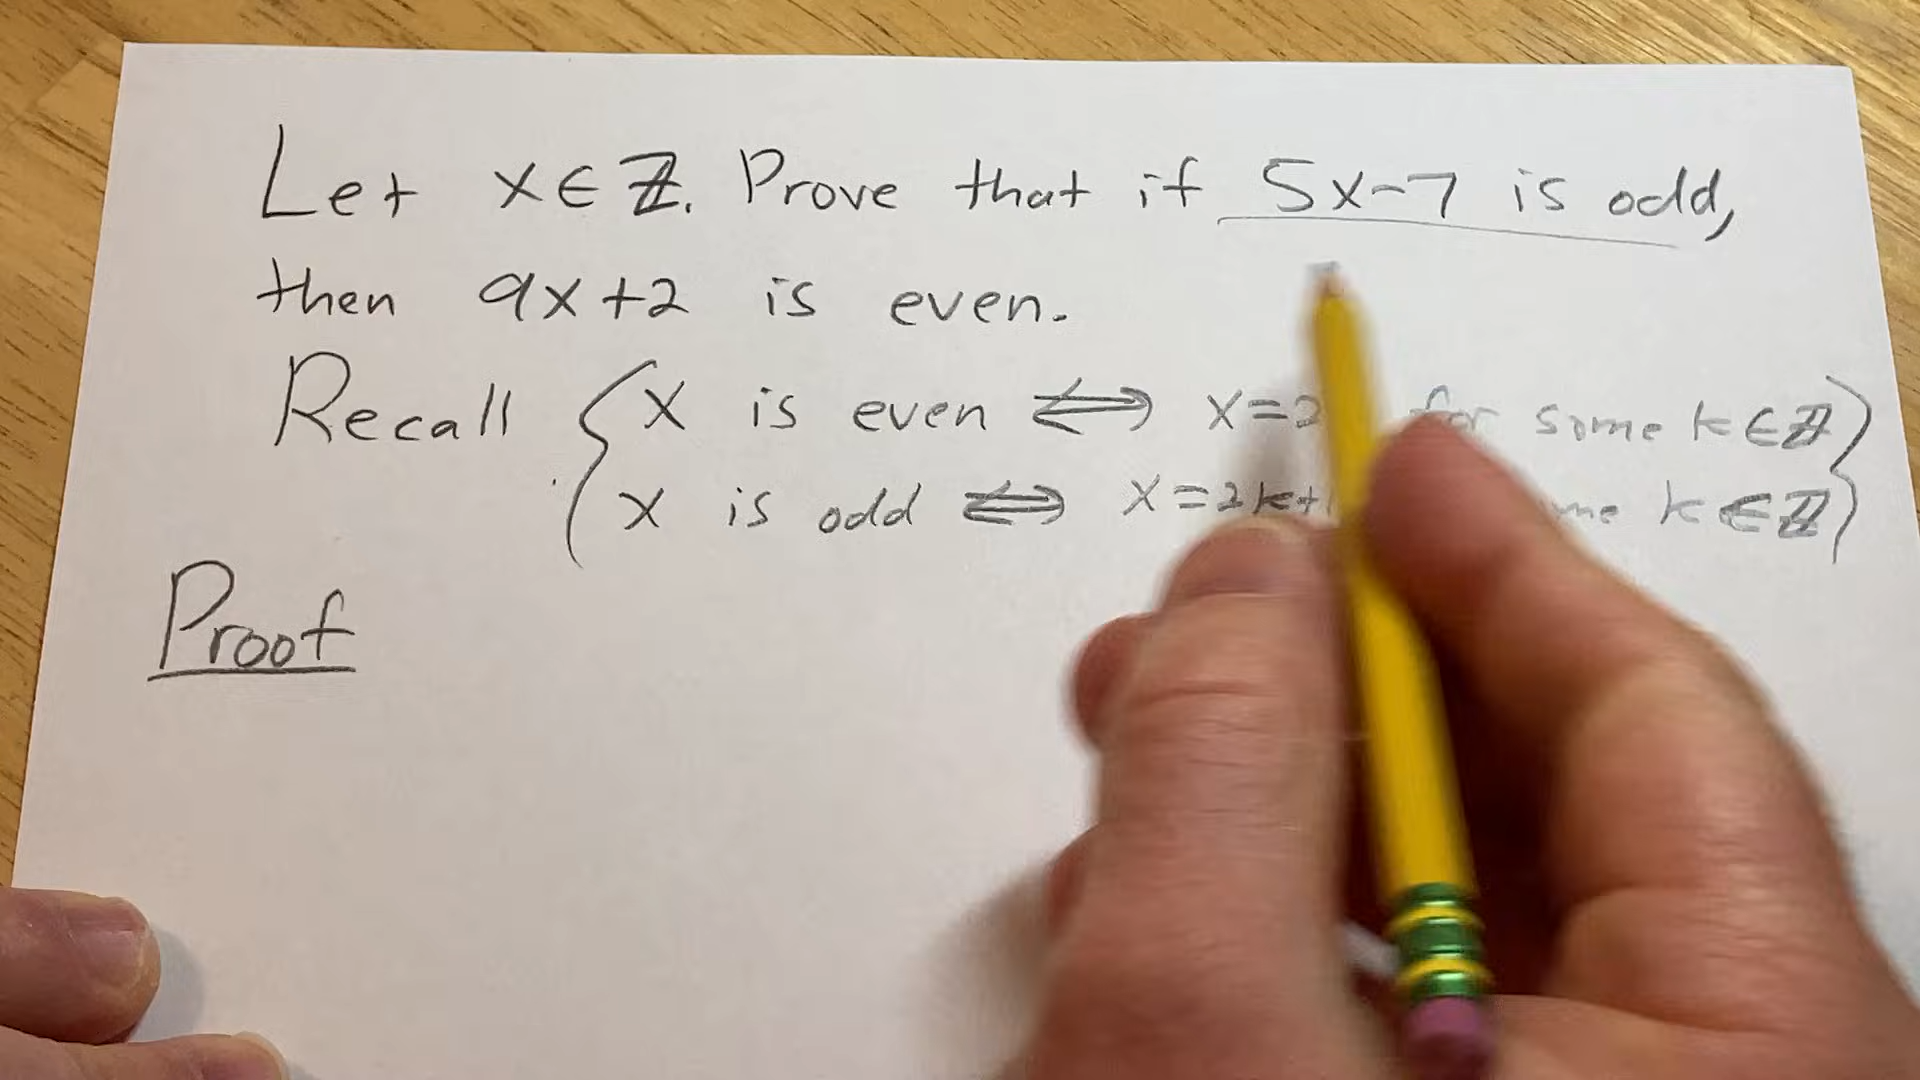 Let x∈ℤ. Prove that if 5x-7 is odd,
then 9x+2 is even.
Recall { x is even ⟺ x=2 for some k∈ℤ }
x is odd ⟺ x=2k+ k∈ℤ
Proof